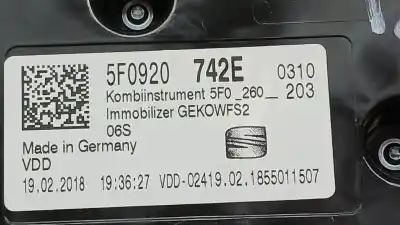 5F0920 742E 0310
Kombiinstrument 5F0 _260__ 203
Immobilizer GEKOWFS2
06S
Made in Germany
VDD
19.02.2018 19:36:27 VDD-02419.02.1855011507